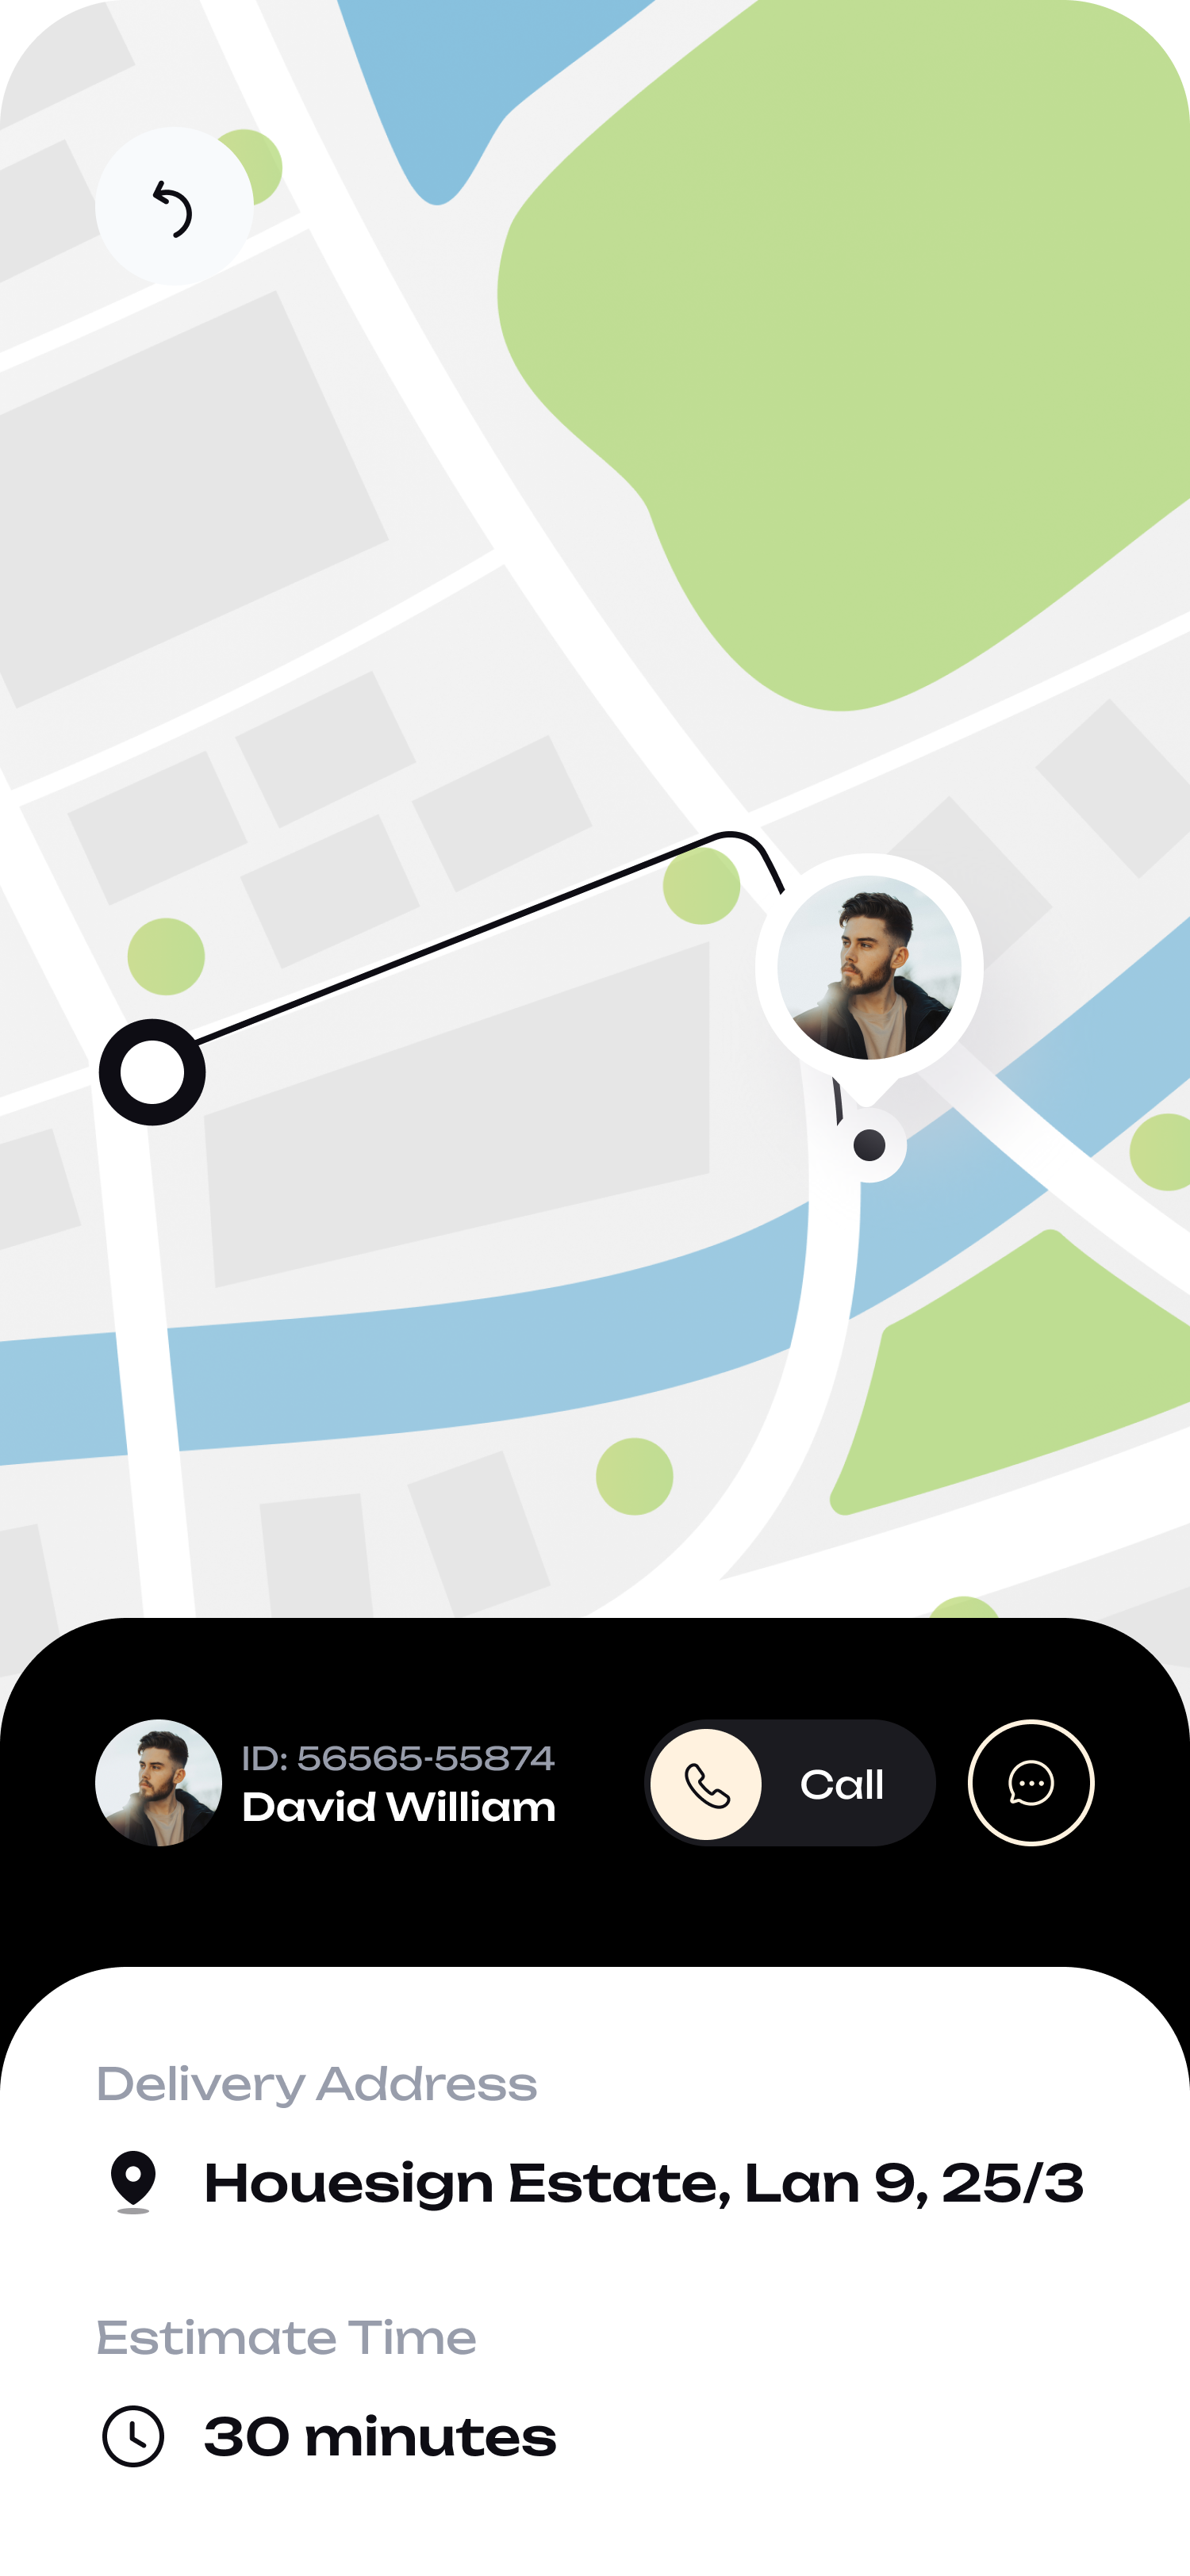 ID: 56565-55874
David William
Call
Delivery Address
Houesign Estate, Lan 9, 25/3
Estimate Time
30 minutes